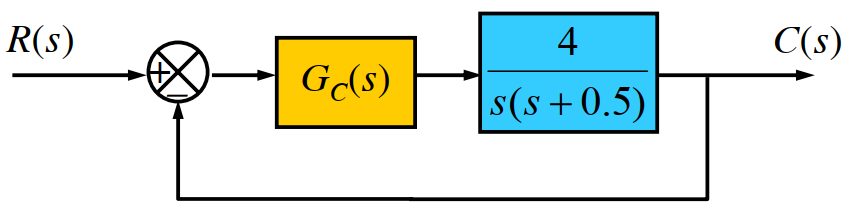 R(s)
+
−
G_C(s)
4
s(s + 0.5)
C(s)